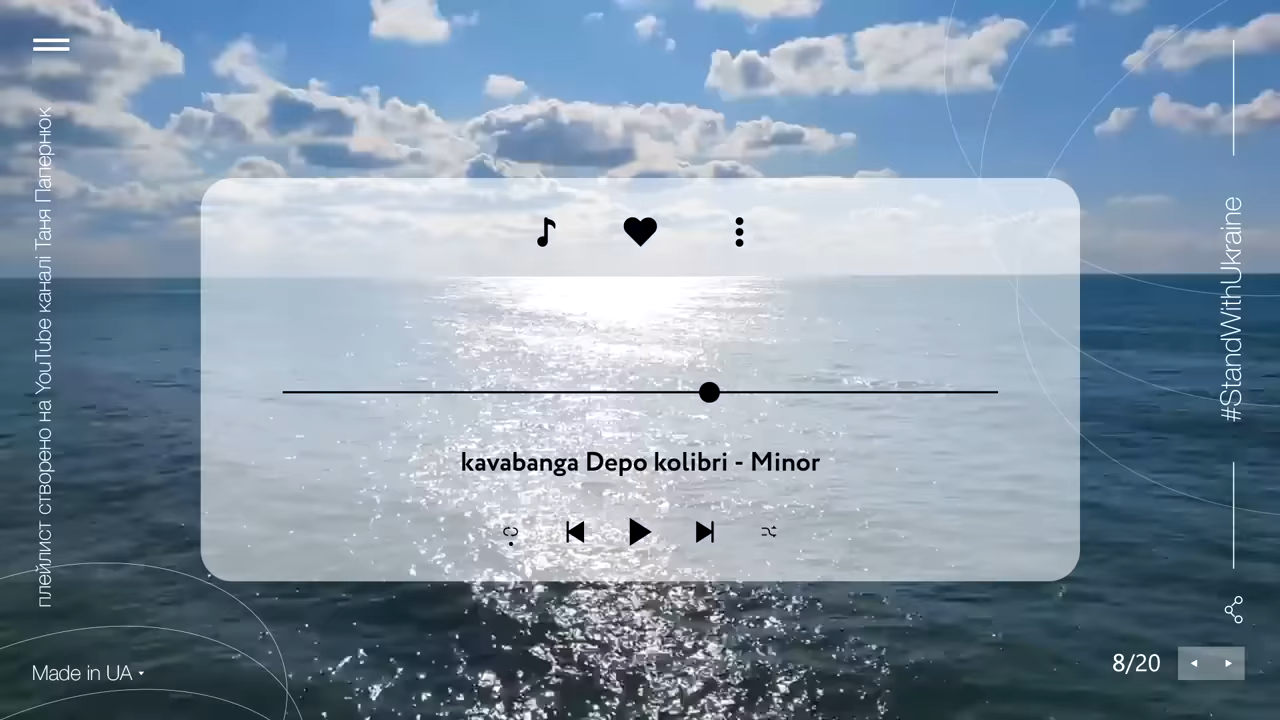 плейлист створено на YouTube каналі Таня Папернюк
#StandWithUkraine
kavabanga Depo kolibri - Minor
Made in UA
8/20